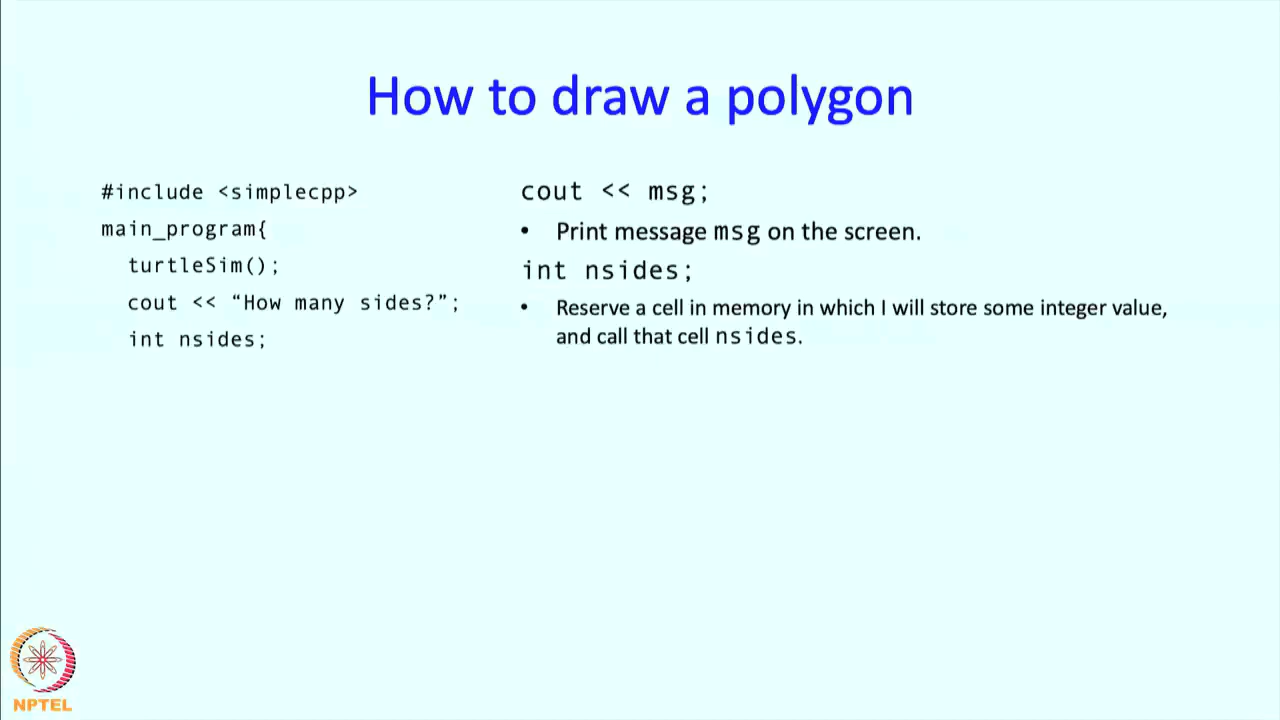 How to draw a polygon
#include <simplecpp>
main_program{
turtleSim();
cout << “How many sides?”;
int nsides;
cout << msg;
• Print message msg on the screen.
int nsides;
• Reserve a cell in memory in which I will store some integer value,
and call that cell nsides.
NPTEL